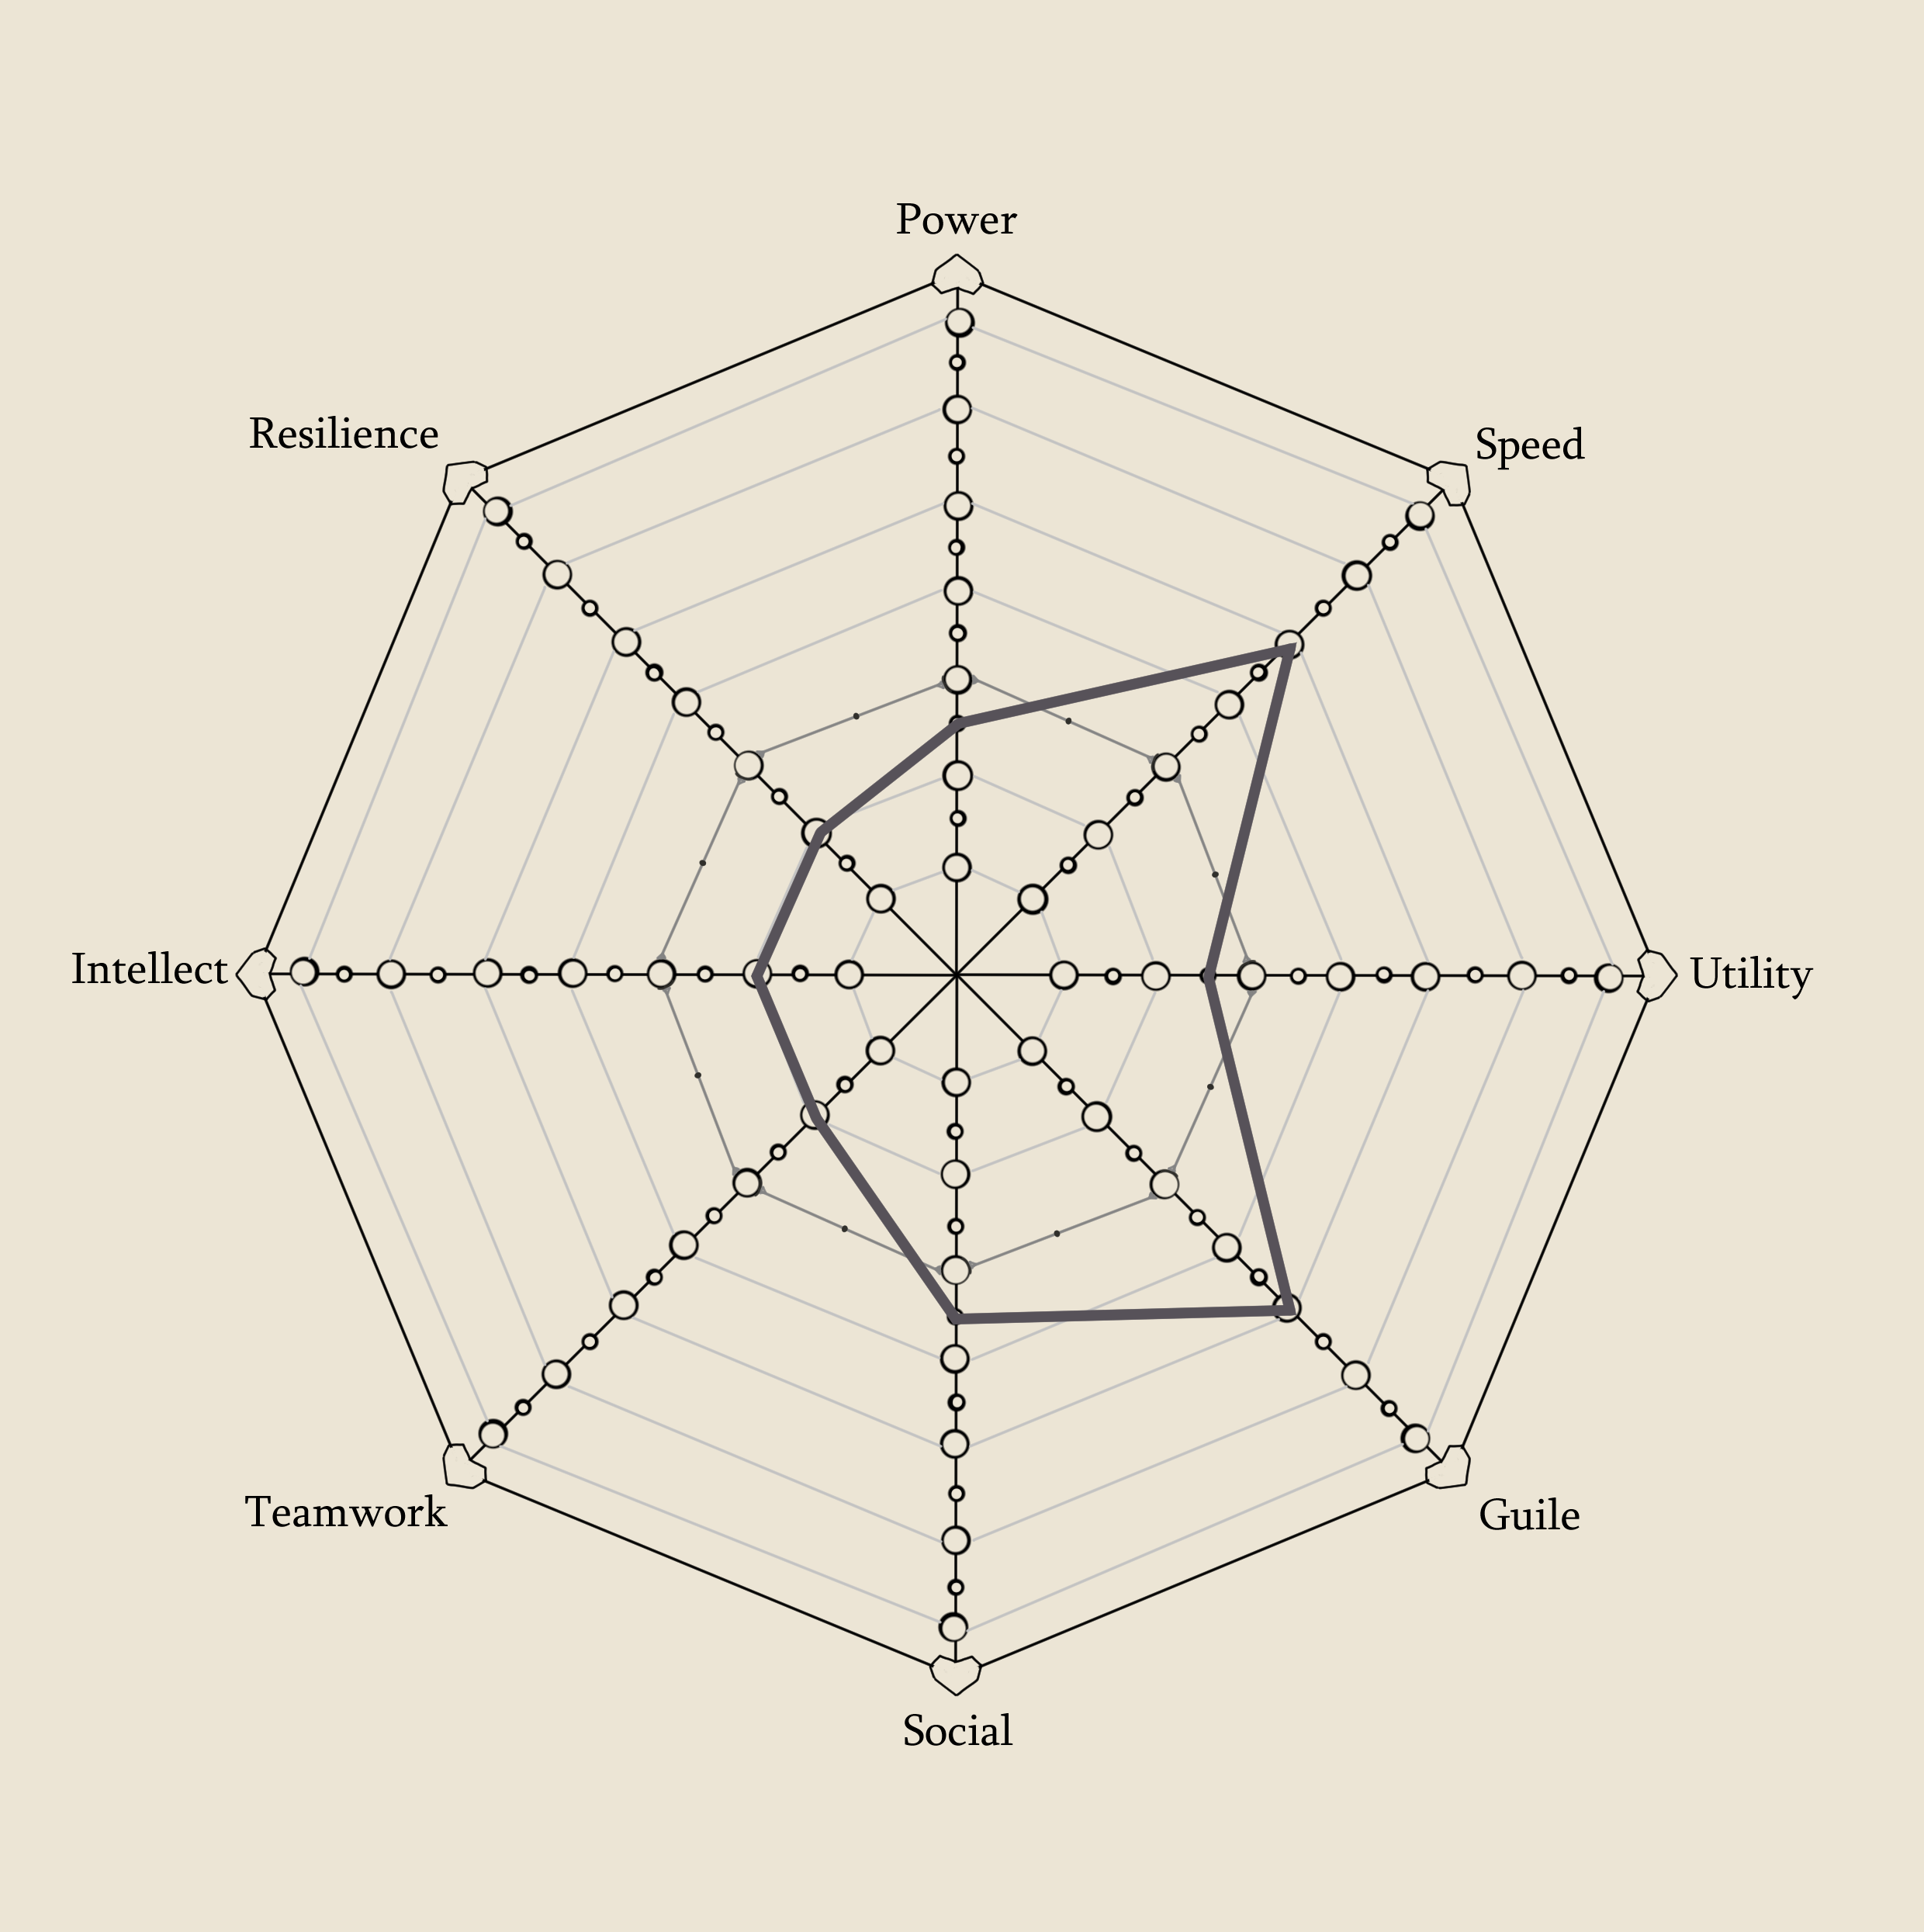 Power
Resilience
Speed
Intellect
Utility
Teamwork
Guile
Social